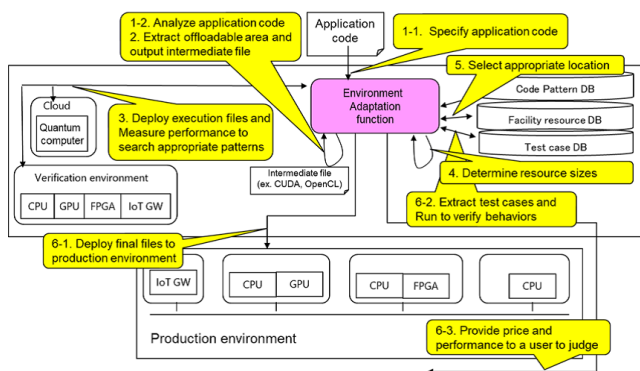 1-2. Analyze application code
2. Extract offloadable area and
output intermediate file
Application
code
1-1. Specify application code
5. Select appropriate location
Cloud
Quantum
computer
3. Deploy execution files and
Measure performance to
search appropriate patterns
Environment
Adaptation
function
Code Pattern DB
Facility resource DB
Test case DB
Verification environment
CPU GPU FPGA IoT GW
Intermediate file
(ex. CUDA, OpenCL)
4. Determine resource sizes
6-2. Extract test cases and
Run to verify behaviors
6-1. Deploy final files to
production environment
IoT GW
CPU GPU
CPU FPGA
CPU
Production environment
6-3. Provide price and
performance to a user to judge